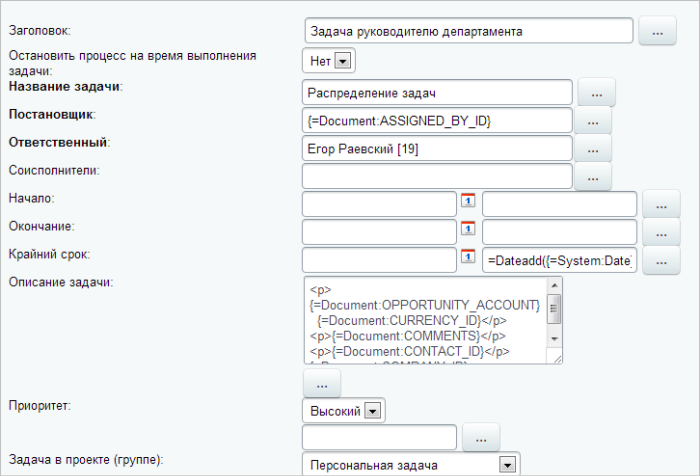 Заголовок: Задача руководителю департамента ...
Остановить процесс на время выполнения
задачи: Нет
Название задачи: Распределение задач ...
Постановщик: {=Document:ASSIGNED_BY_ID} ...
Ответственный: Егор Раевский [19] ...
Соисполнители: ...
Начало: 1 ...
Окончание: 1 ...
Крайний срок: 1 =Dateadd({=System:Date} ...
Описание задачи: <p>
{=Document:OPPORTUNITY_ACCOUNT}
{=Document:CURRENCY_ID}</p>
<p>{=Document:COMMENTS}</p>
<p>{=Document:CONTACT_ID}</p>
...
Приоритет: Высокий
...
Задача в проекте (группе): Персональная задача